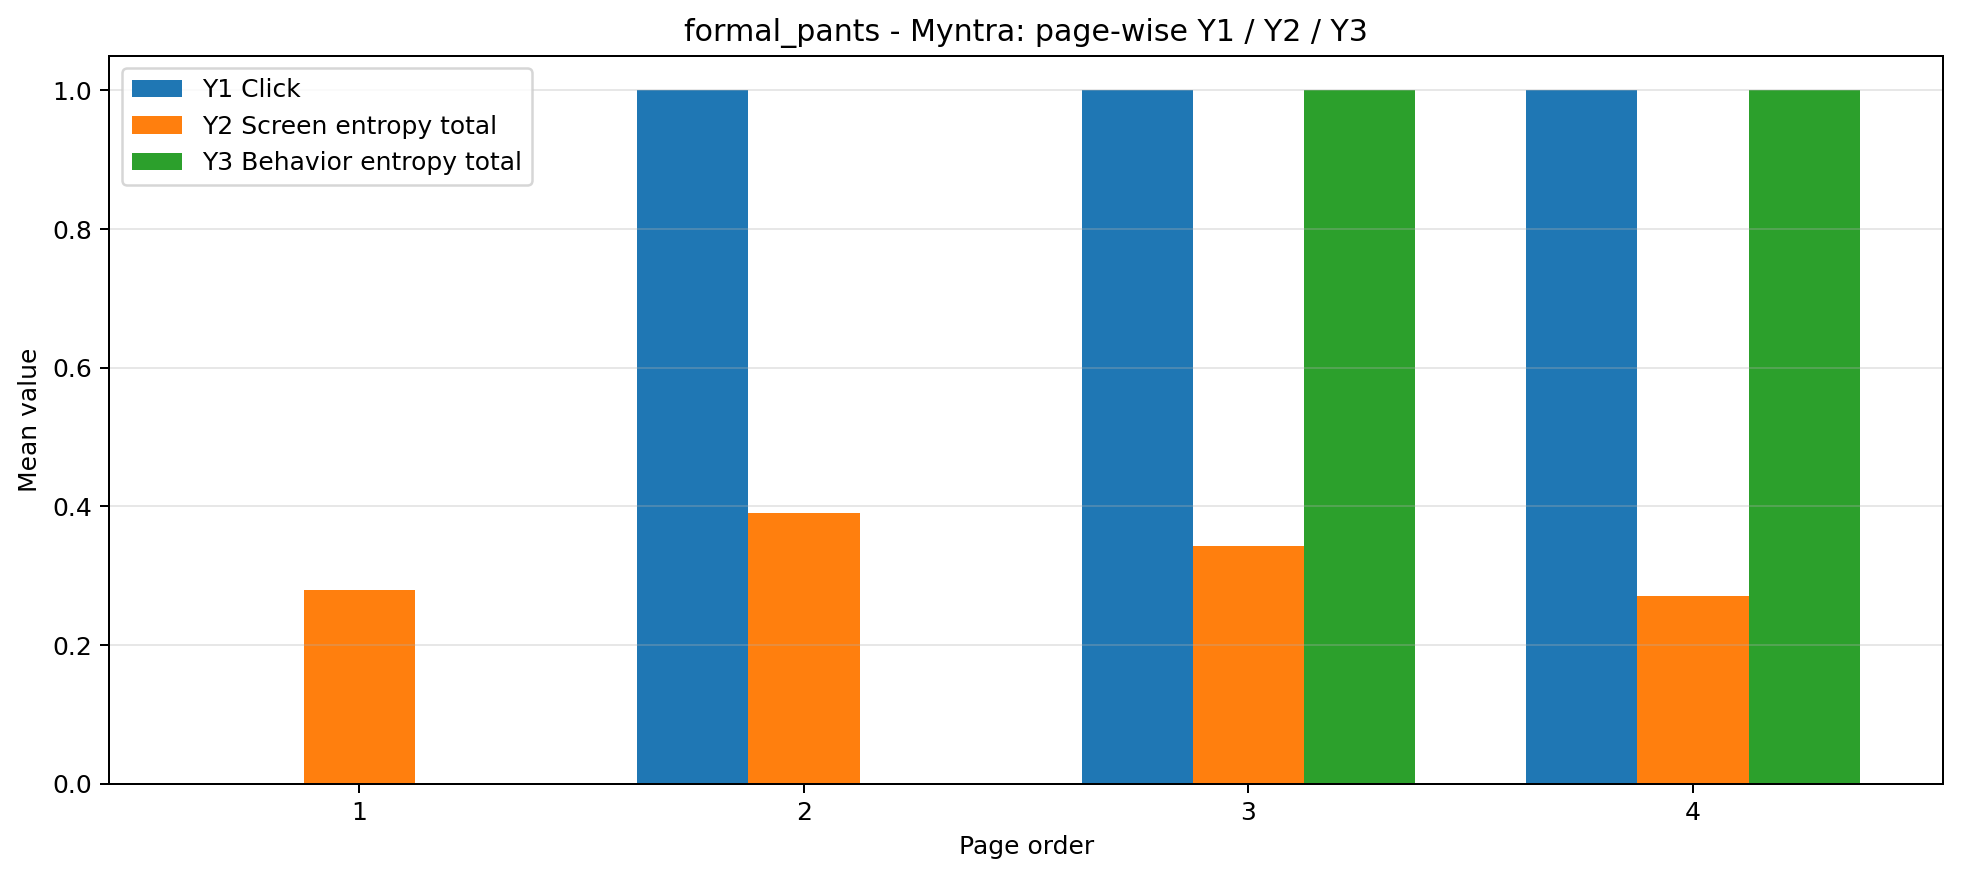 formal_pants - Myntra: page-wise Y1 / Y2 / Y3
Y1 Click
Y2 Screen entropy total
Y3 Behavior entropy total
1.0
0.8
0.6
0.4
0.2
0.0
Mean value
1 2 3 4
Page order